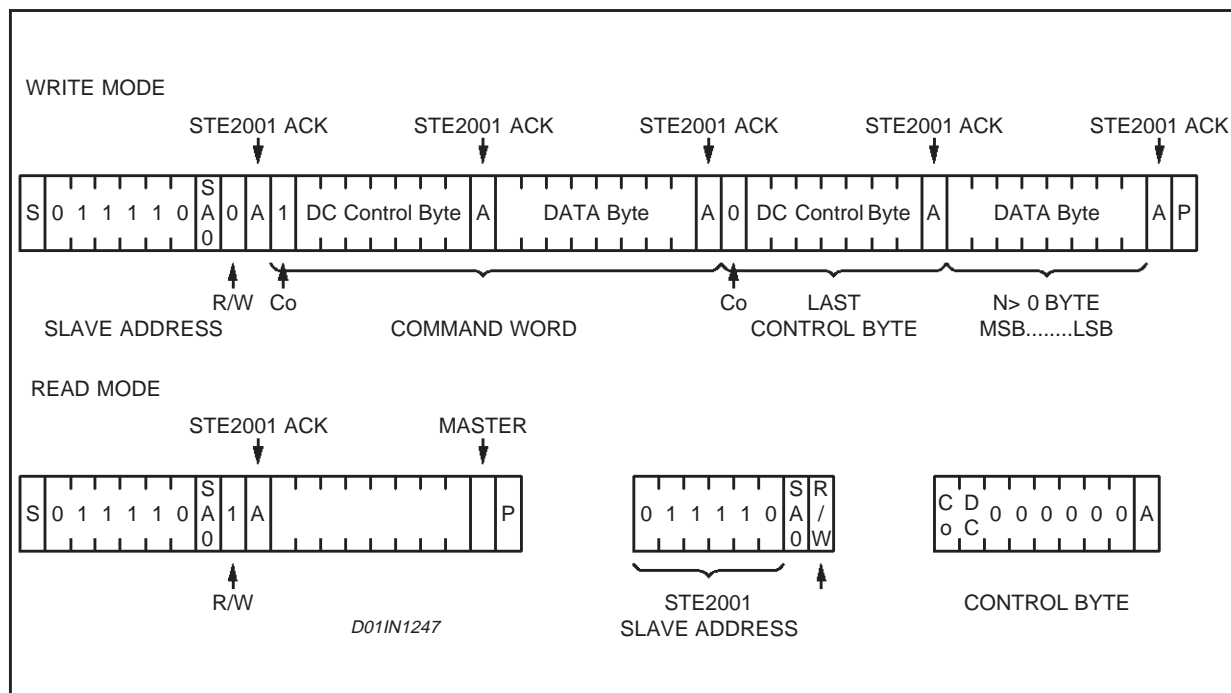 WRITE MODE
STE2001 ACK STE2001 ACK STE2001 ACK STE2001 ACK STE2001 ACK
S 0 1 1 1 1 0 SA0 0 A 1 DC Control Byte A DATA Byte A 0 DC Control Byte A DATA Byte A P
R/W Co Co LAST N> 0 BYTE
SLAVE ADDRESS COMMAND WORD CONTROL BYTE MSB........LSB
READ MODE
STE2001 ACK MASTER
S 0 1 1 1 1 0 SA0 1 A P 0 1 1 1 1 0 SA0 R/W Co DC 0 0 0 0 0 0 A
R/W STE2001 CONTROL BYTE
D01IN1247 SLAVE ADDRESS